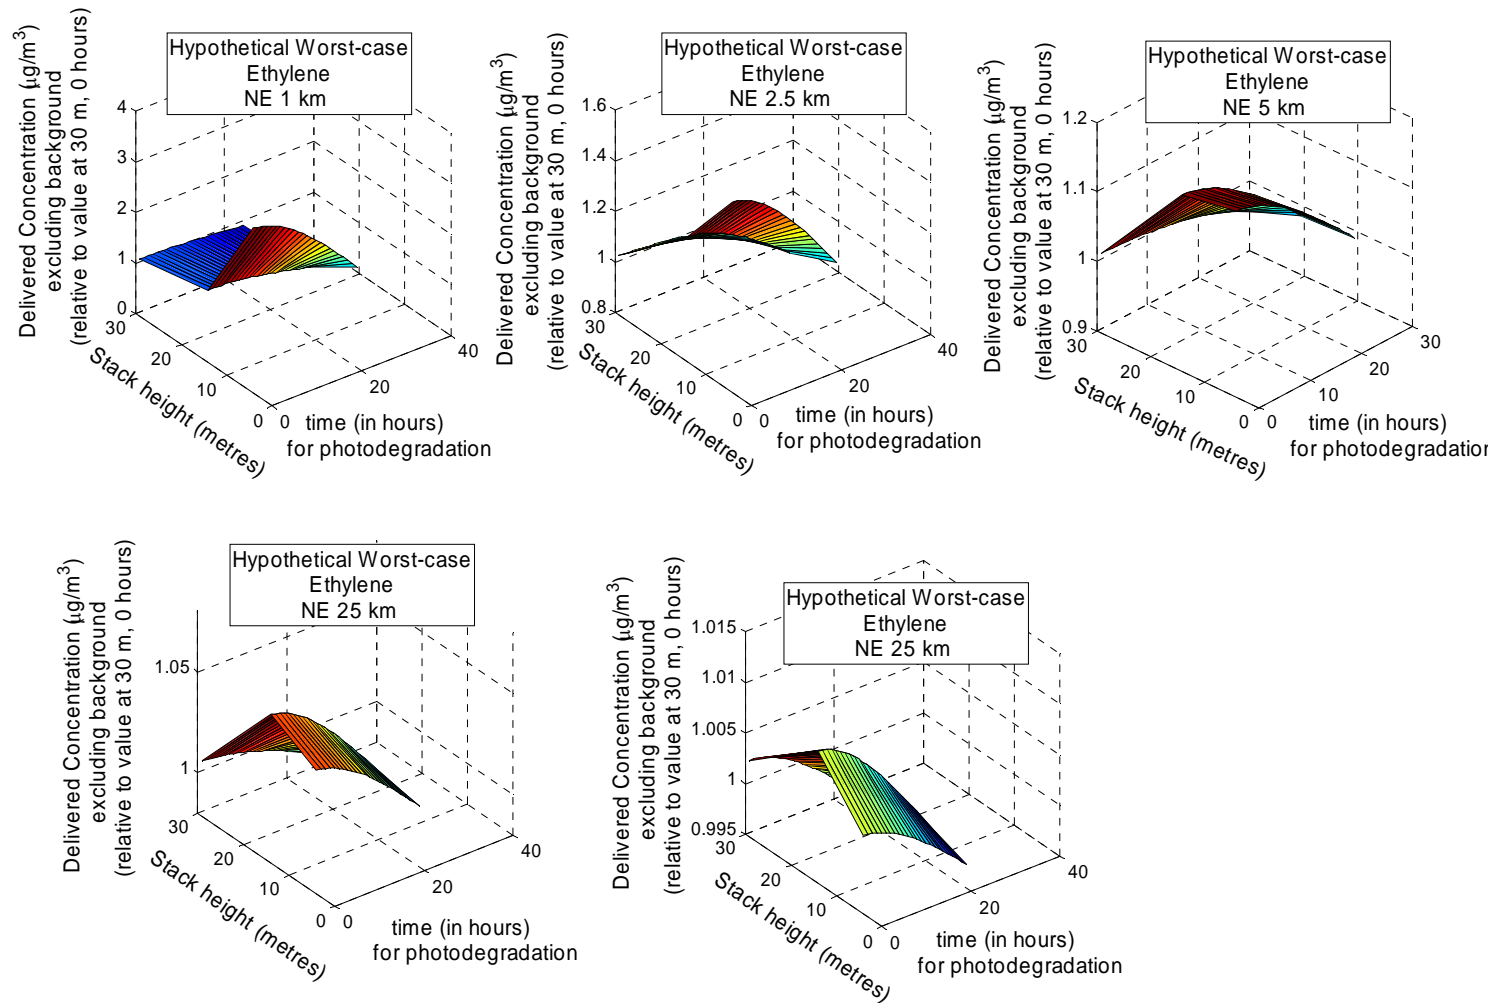 Hypothetical Worst-case
Ethylene
NE 1 km
Delivered Concentration (μg/m³)
excluding background
(relative to value at 30 m, 0 hours)
4
3
2
1
0
30
20
10
0
0
20
40
Stack height (metres)
time (in hours)
for photodegradation
Hypothetical Worst-case
Ethylene
NE 2.5 km
Delivered Concentration (μg/m³)
excluding background
(relative to value at 30 m, 0 hours)
1.6
1.4
1.2
1
0.8
30
20
10
0
0
20
40
Stack height (metres)
time (in hours)
for photodegradation
Hypothetical Worst-case
Ethylene
NE 5 km
Delivered Concentration (μg/m³)
excluding background
(relative to value at 30 m, 0 hours)
1.2
1.1
1
0.9
30
20
10
0
0
10
20
30
Stack height (metres)
time (in hours)
for photodegradation
Hypothetical Worst-case
Ethylene
NE 25 km
Delivered Concentration (μg/m³)
excluding background
(relative to value at 30 m, 0 hours)
1.05
1
30
20
10
0
0
20
40
Stack height (metres)
time (in hours)
for photodegradation
Hypothetical Worst-case
Ethylene
NE 25 km
Delivered Concentration (μg/m³)
excluding background
(relative to value at 30 m, 0 hours)
1.015
1.010
1.005
1
0.995
30
20
10
0
0
20
40
Stack height (metres)
time (in hours)
for photodegradation